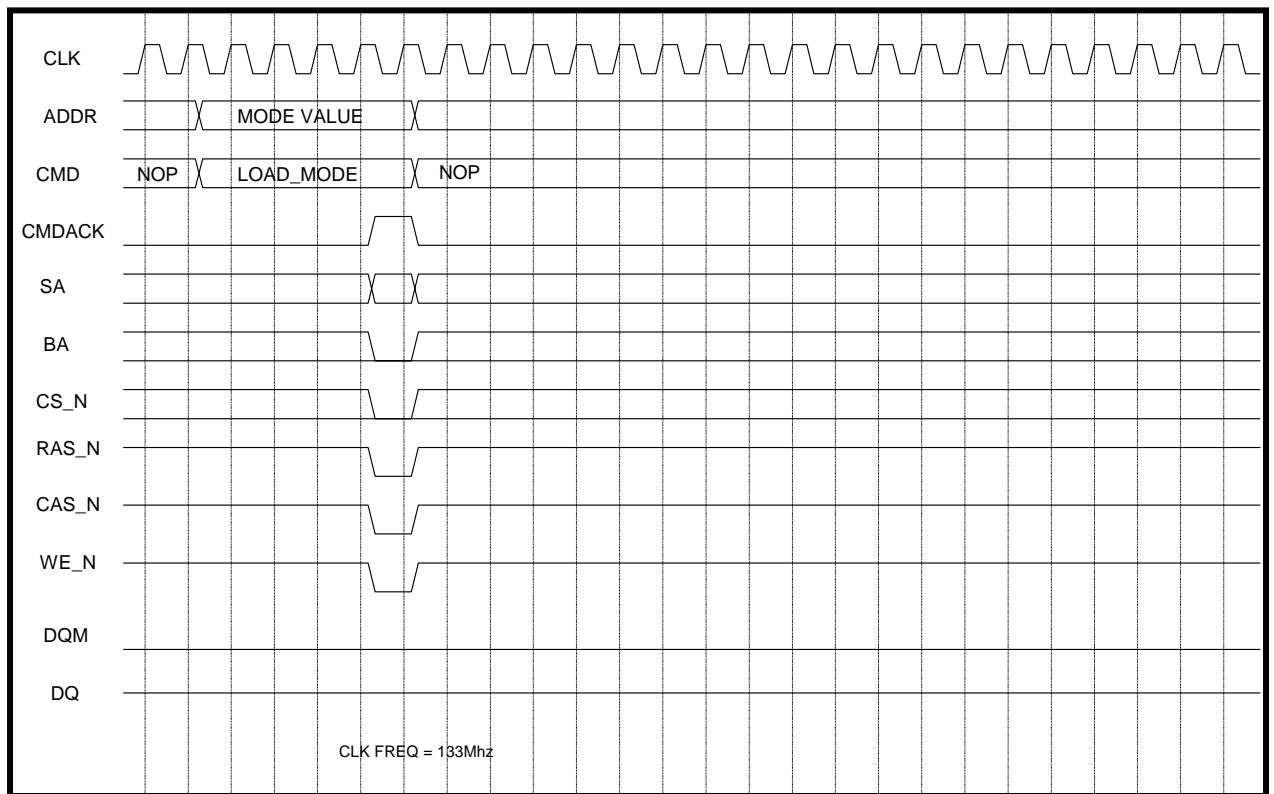 CLK
ADDR MODE VALUE
CMD NOP LOAD_MODE NOP
CMDACK
SA
BA
CS_N
RAS_N
CAS_N
WE_N
DQM
DQ
CLK FREQ = 133Mhz